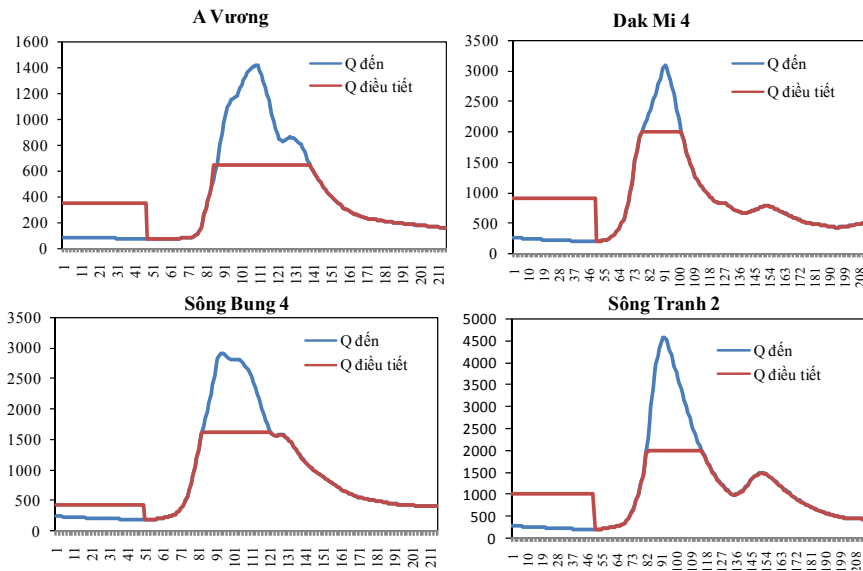 A Vương
1600
1400
1200
1000
800
600
400
200
0
Q đến
Q điều tiết
1 11 21 31 41 51 61 71 81 91 101 111 121 131 141 151 161 171 181 191 201 211
Dak Mi 4
3500
3000
2500
2000
1500
1000
500
0
Q đến
Q điều tiết
1 10 19 28 37 46 55 64 73 82 91 100 109 118 127 136 145 154 163 172 181 190 199 208
Sông Bung 4
3500
3000
2500
2000
1500
1000
500
0
Q đến
Q điều tiết
1 11 21 31 41 51 61 71 81 91 101 111 121 131 141 151 161 171 181 191 201 211
Sông Tranh 2
5000
4500
4000
3500
3000
2500
2000
1500
1000
500
0
Q đến
Q điều tiết
1 10 19 28 37 46 55 64 73 82 91 100 109 118 127 136 145 154 163 172 181 190 199 208